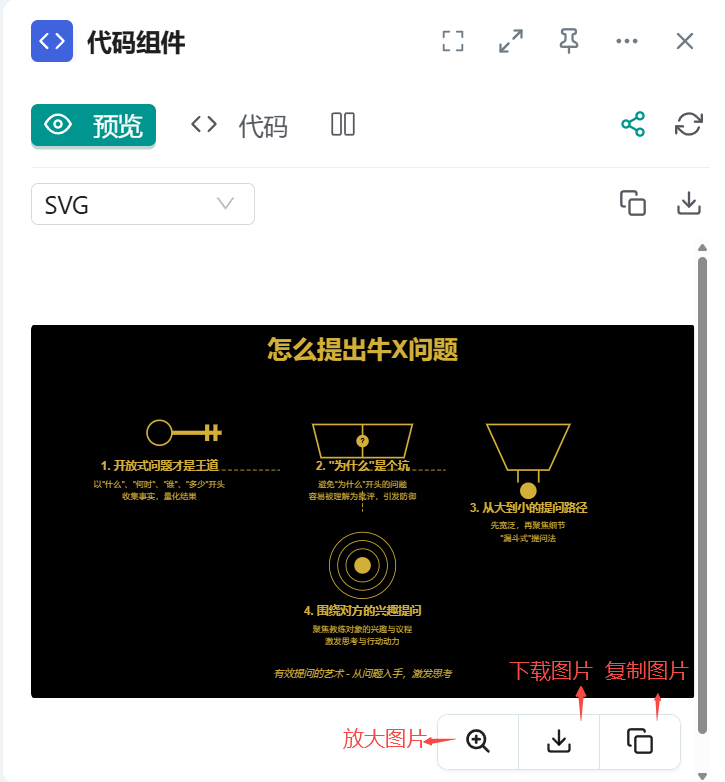 代码组件
预览
代码
SVG
怎么提出牛X问题
1. 开放式问题才是王道
以"什么"、"何时"、"谁"、"多少"开头
收集事实，量化结果
2. "为什么"是个坑
避免"为什么"开头的问题
容易被理解为批评，引发防御
?
3. 从大到小的提问路径
先宽泛，再聚焦细节
"漏斗式"提问法
4. 围绕对方的兴趣提问
聚焦教练对象的兴趣与议程
激发思考与行动动力
有效提问的艺术 - 从问题入手，激发思考
下载图片 复制图片
放大图片